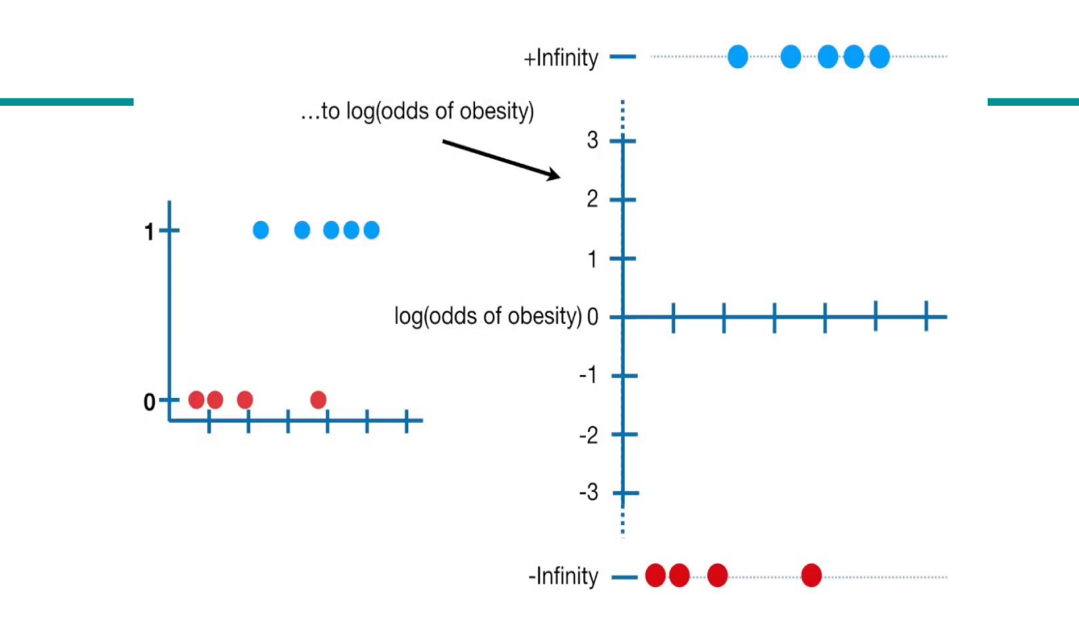 +Infinity
...to log(odds of obesity)
3
2
1
1
log(odds of obesity) 0
-1
0
-2
-3
-Infinity